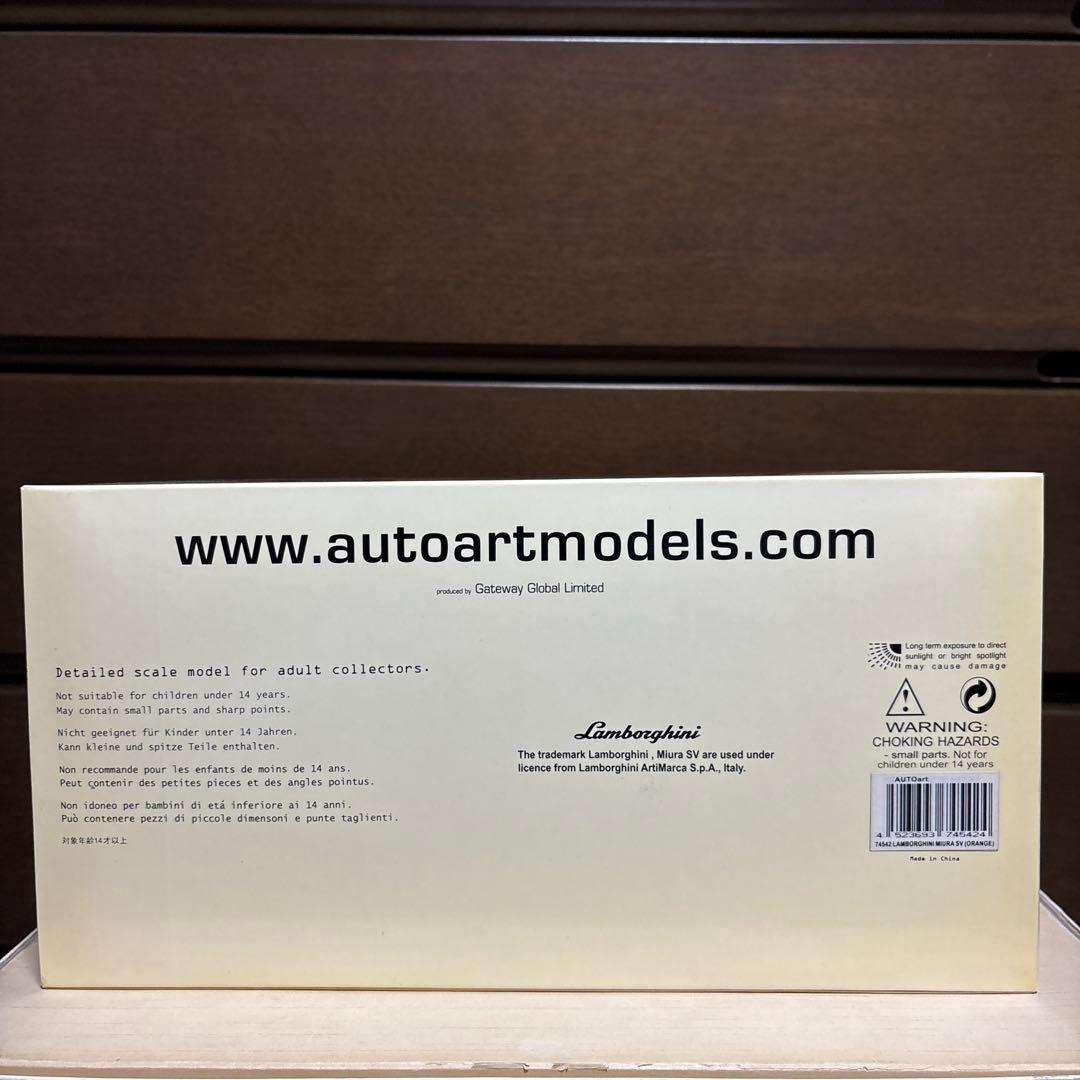 www.autoartmodels.com
produced by Gateway Global Limited
Detailed scale model for adult collectors.
Not suitable for children under 14 years.
May contain small parts and sharp points.
Nicht geeignet für Kinder unter 14 Jahren.
Kann kleine und spitze Teile enthalten.
Non recommande pour les enfants de moins de 14 ans.
Peut çontenir des petites pieces et des angles pointus.
Non idoneo per bambini di etá inferiore ai 14 anni.
Può contenere pezzi di piccole dimensoni e punte taglienti.
対象年齢14才以上
Lamborghini
The trademark Lamborghini , Miura SV are used under
licence from Lamborghini ArtiMarca S.p.A., Italy.
Long term exposure to direct
sunlight or bright spotlight
may cause damage
WARNING:
CHOKING HAZARDS
- small parts. Not for
children under 14 years
AUTOart
4 523693 745424
74542 LAMBORGHINI MIURA SV (ORANGE)
Made in China